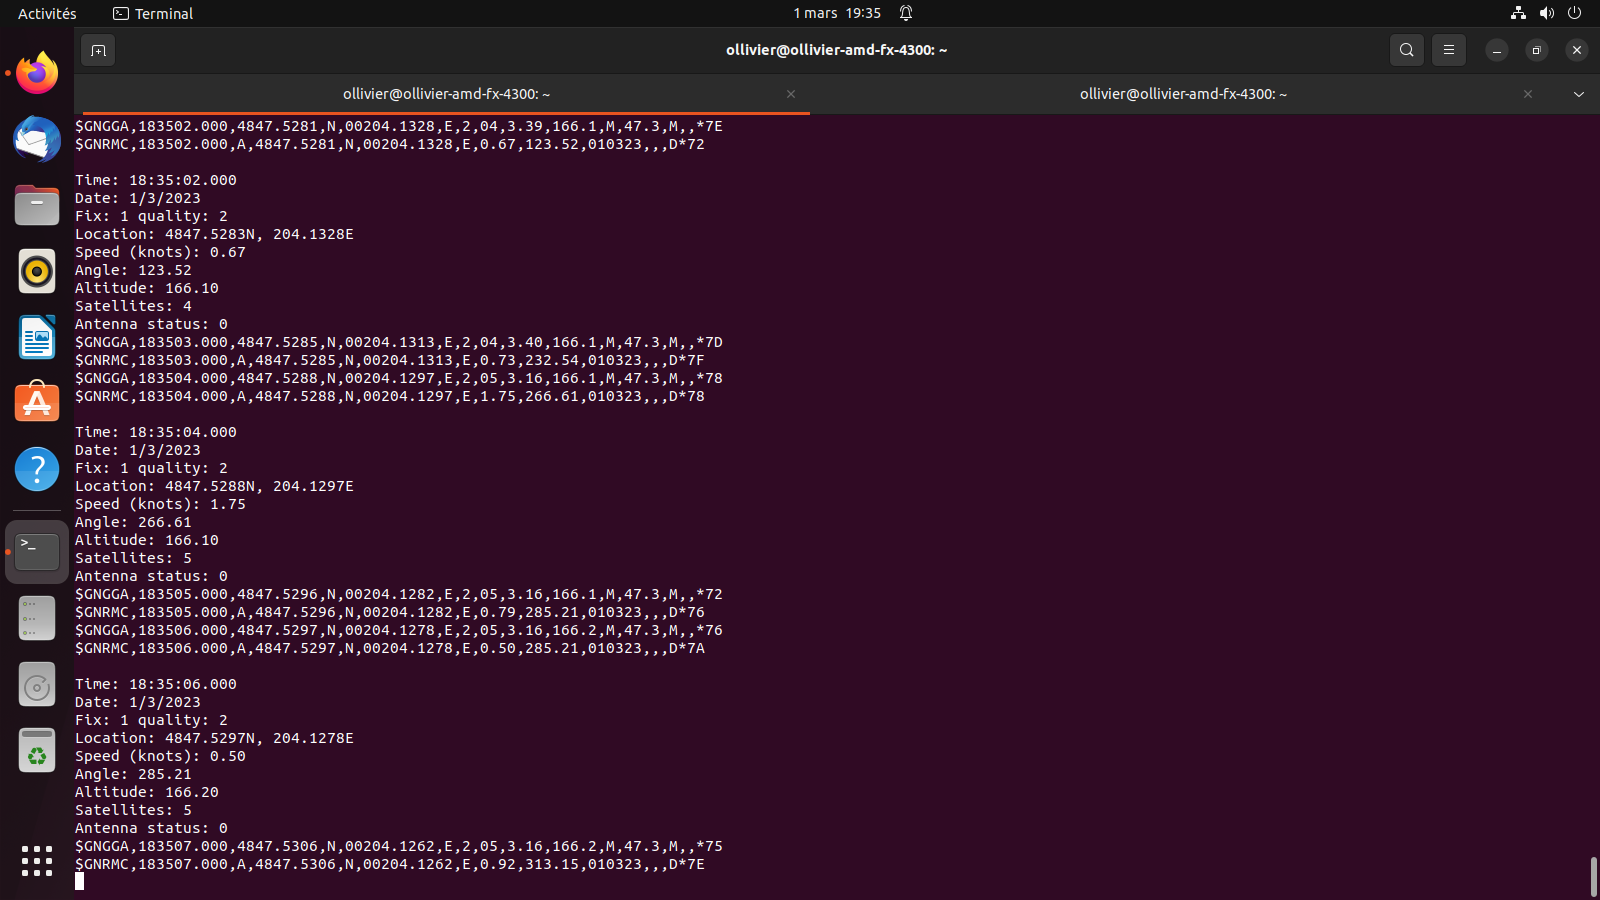 Activités
Terminal
1 mars 19:35
ollivier@ollivier-amd-fx-4300: ~
ollivier@ollivier-amd-fx-4300: ~
ollivier@ollivier-amd-fx-4300: ~
$GNGGA,183502.000,4847.5281,N,00204.1328,E,2,04,3.39,166.1,M,47.3,M,,*7E
$GNRMC,183502.000,A,4847.5281,N,00204.1328,E,0.67,123.52,010323,,,D*72
Time: 18:35:02.000
Date: 1/3/2023
Fix: 1 quality: 2
Location: 4847.5283N, 204.1328E
Speed (knots): 0.67
Angle: 123.52
Altitude: 166.10
Satellites: 4
Antenna status: 0
$GNGGA,183503.000,4847.5285,N,00204.1313,E,2,04,3.40,166.1,M,47.3,M,,*7D
$GNRMC,183503.000,A,4847.5285,N,00204.1313,E,0.73,232.54,010323,,,D*7F
$GNGGA,183504.000,4847.5288,N,00204.1297,E,2,05,3.16,166.1,M,47.3,M,,*78
$GNRMC,183504.000,A,4847.5288,N,00204.1297,E,1.75,266.61,010323,,,D*78
Time: 18:35:04.000
Date: 1/3/2023
Fix: 1 quality: 2
Location: 4847.5288N, 204.1297E
Speed (knots): 1.75
Angle: 266.61
Altitude: 166.10
Satellites: 5
Antenna status: 0
$GNGGA,183505.000,4847.5296,N,00204.1282,E,2,05,3.16,166.1,M,47.3,M,,*72
$GNRMC,183505.000,A,4847.5296,N,00204.1282,E,0.79,285.21,010323,,,D*76
$GNGGA,183506.000,4847.5297,N,00204.1278,E,2,05,3.16,166.2,M,47.3,M,,*76
$GNRMC,183506.000,A,4847.5297,N,00204.1278,E,0.50,285.21,010323,,,D*7A
Time: 18:35:06.000
Date: 1/3/2023
Fix: 1 quality: 2
Location: 4847.5297N, 204.1278E
Speed (knots): 0.50
Angle: 285.21
Altitude: 166.20
Satellites: 5
Antenna status: 0
$GNGGA,183507.000,4847.5306,N,00204.1262,E,2,05,3.16,166.2,M,47.3,M,,*75
$GNRMC,183507.000,A,4847.5306,N,00204.1262,E,0.92,313.15,010323,,,D*7E